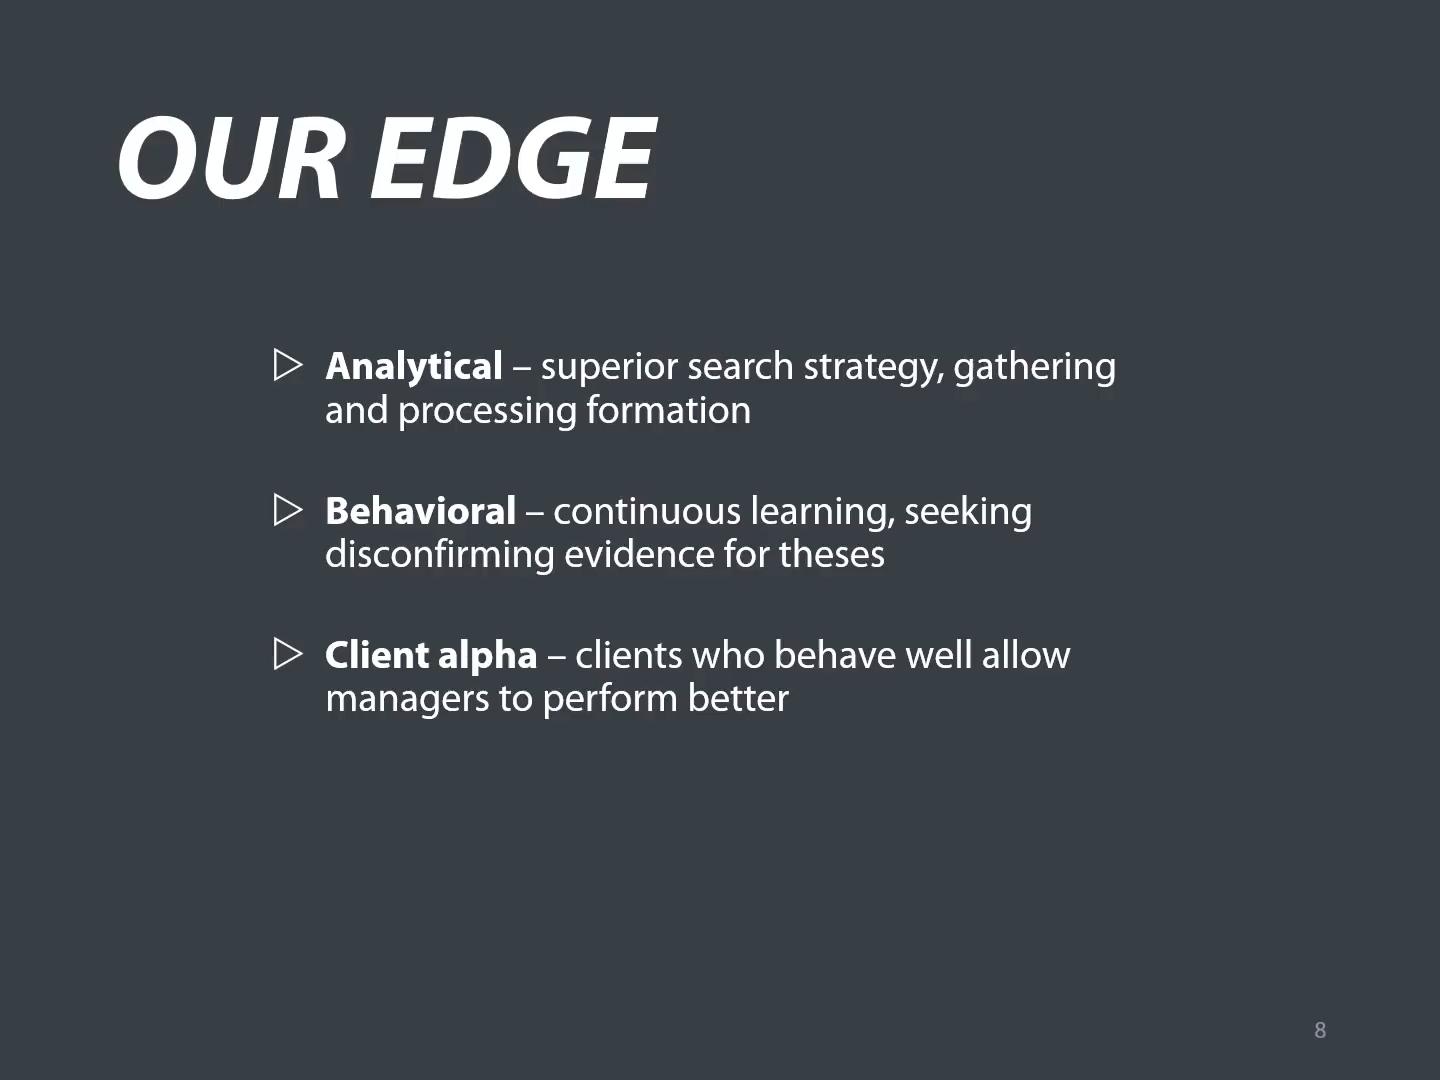 OUR EDGE
Analytical – superior search strategy, gathering
and processing formation
Behavioral – continuous learning, seeking
disconfirming evidence for theses
Client alpha – clients who behave well allow
managers to perform better
8